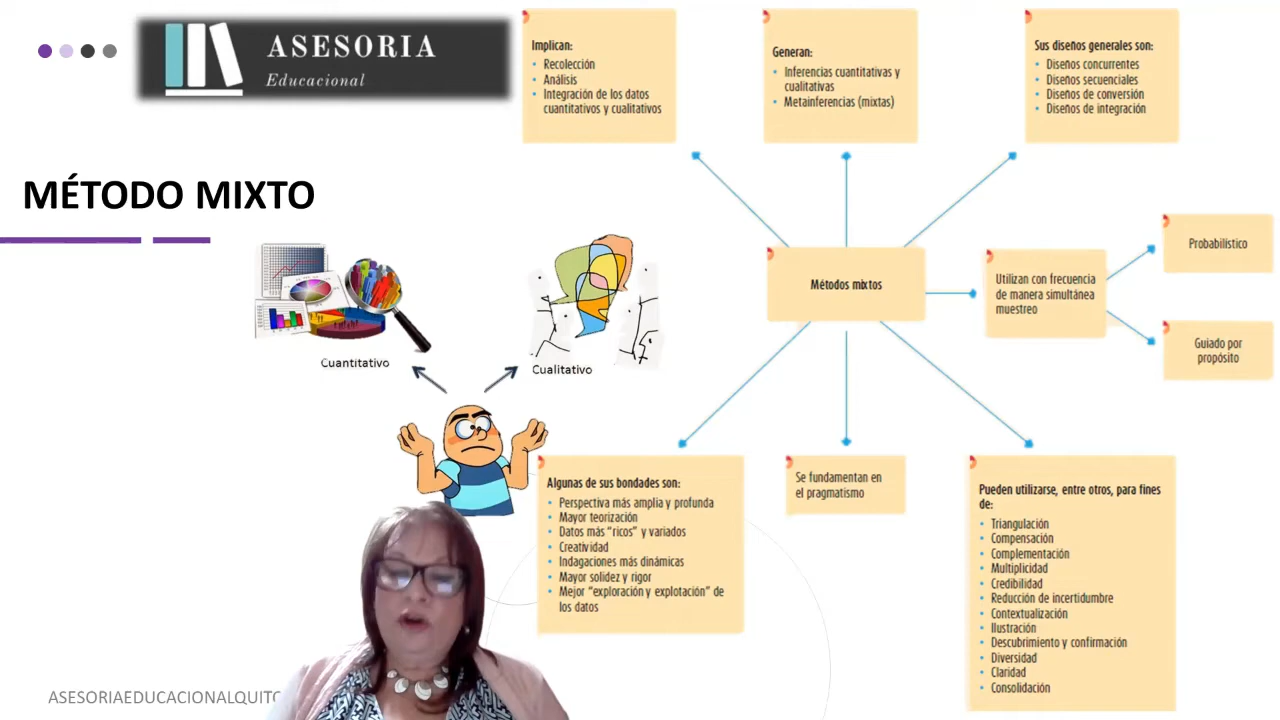 ASESORIA
Educacional
MÉTODO MIXTO
Cuantitativo
Cualitativo
Implican:
• Recolección
• Análisis
• Integración de los datos
cuantitativos y cualitativos
Generan:
• Inferencias cuantitativas y
cualitativas
• Metainferencias (mixtas)
Sus diseños generales son:
• Diseños concurrentes
• Diseños secuenciales
• Diseños de conversión
• Diseños de integración
Métodos mixtos
Utilizan con frecuencia
de manera simultánea
muestreo
Probabilístico
Guiado por
propósito
Algunas de sus bondades son:
• Perspectiva más amplia y profunda
• Mayor teorización
• Datos más “ricos” y variados
• Creatividad
• Indagaciones más dinámicas
• Mayor solidez y rigor
• Mejor “exploración y explotación” de
los datos
Se fundamentan en
el pragmatismo
Pueden utilizarse, entre otros, para fines
de:
• Triangulación
• Compensación
• Complementación
• Multiplicidad
• Credibilidad
• Reducción de incertidumbre
• Contextualización
• Ilustración
• Descubrimiento y confirmación
• Diversidad
• Claridad
• Consolidación
ASESORIAEDUCACIONALQUITO